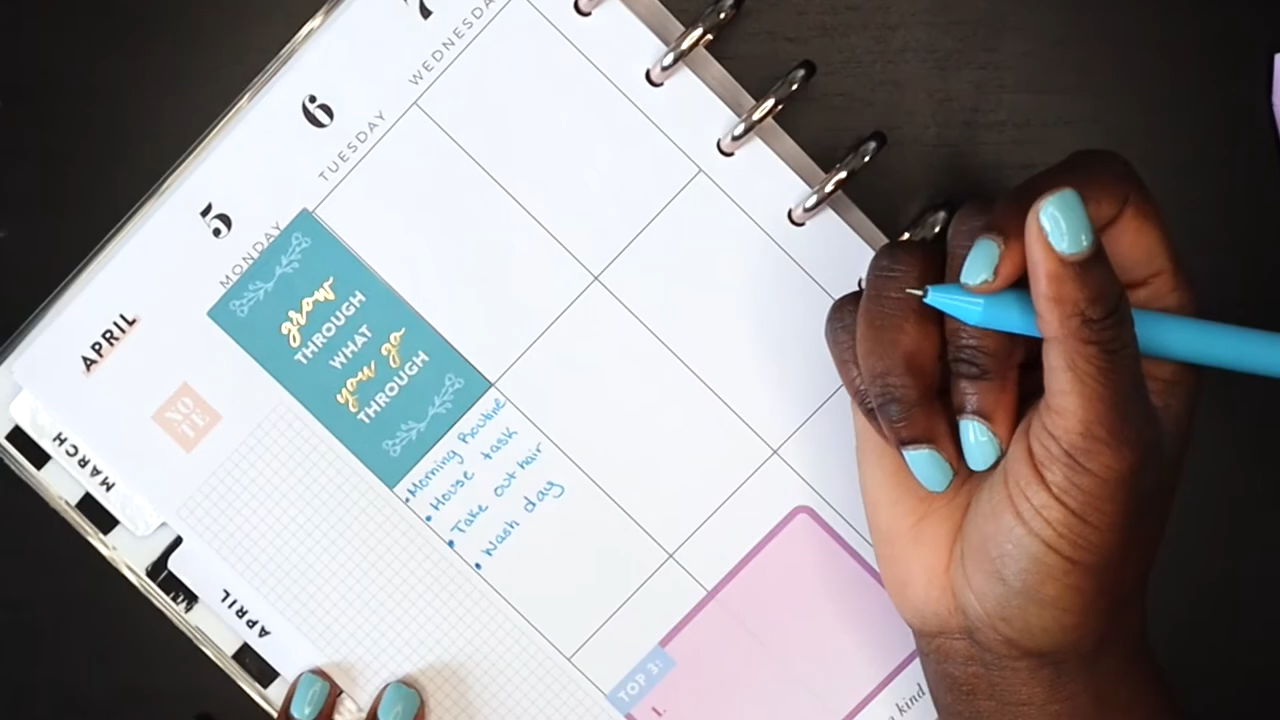 7
WEDNESDA
6
TUESDAY
5
MONDAY
APRIL
NO
TE
grow
THROUGH
WHAT
you go
THROUGH
•Morning Routine
•House task
•Take out hair
•Wash day
MARCH
APRIL
TOP 3:
1.
kind